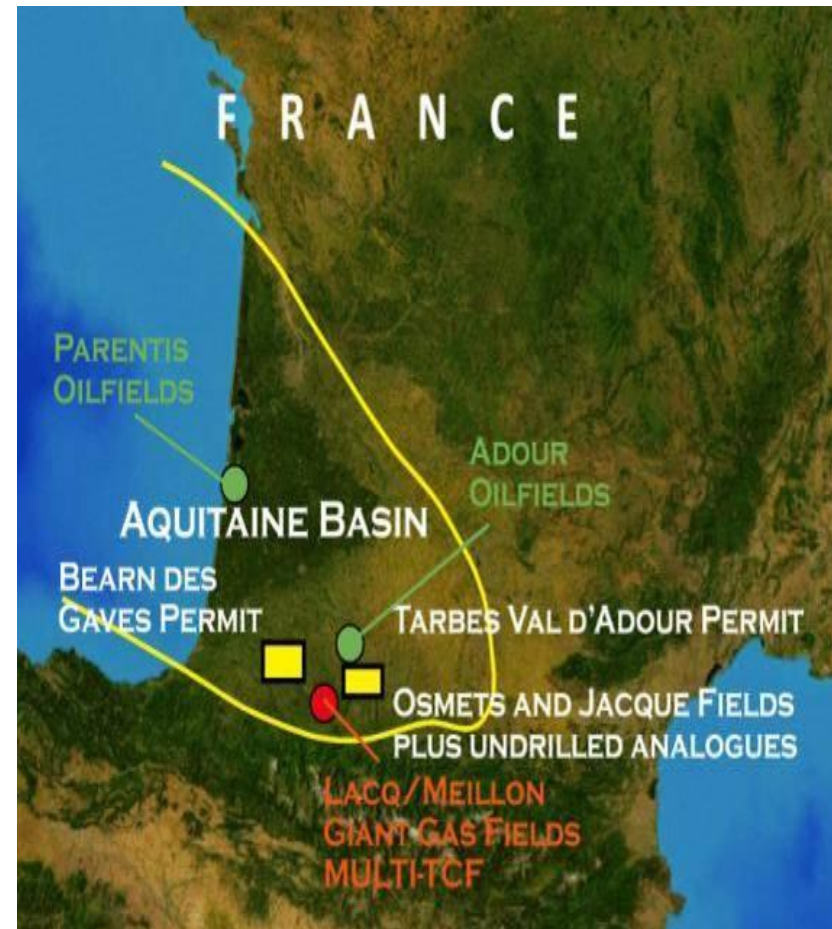 FRANCE
PARENTIS
OILFIELDS
ADOUR
OILFIELDS
AQUITAINE BASIN
BEARN DES
GAVES PERMIT
TARBES VAL D'ADOUR PERMIT
OSMETS AND JACQUE FIELDS
PLUS UNDRILLED ANALOGUES
LACQ/MEILLON
GIANT GAS FIELDS
MULTI-TCF